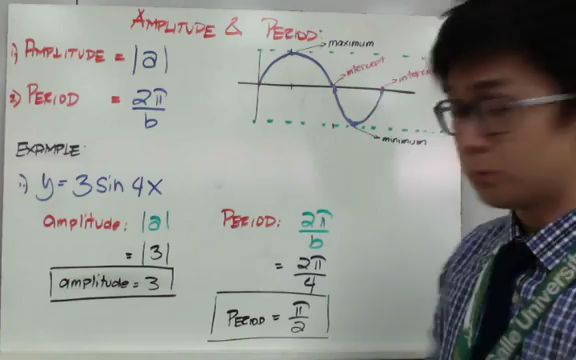 AMPLITUDE & PERIOD:
1) AMPLITUDE = |a|
2) PERIOD = 2π/b
maximum
intercept
minimum
EXAMPLE:
1) y = 3 sin 4x
amplitude: |a|
= |3|
amplitude = 3
PERIOD: 2π/b
= 2π/4
PERIOD = π/2
University